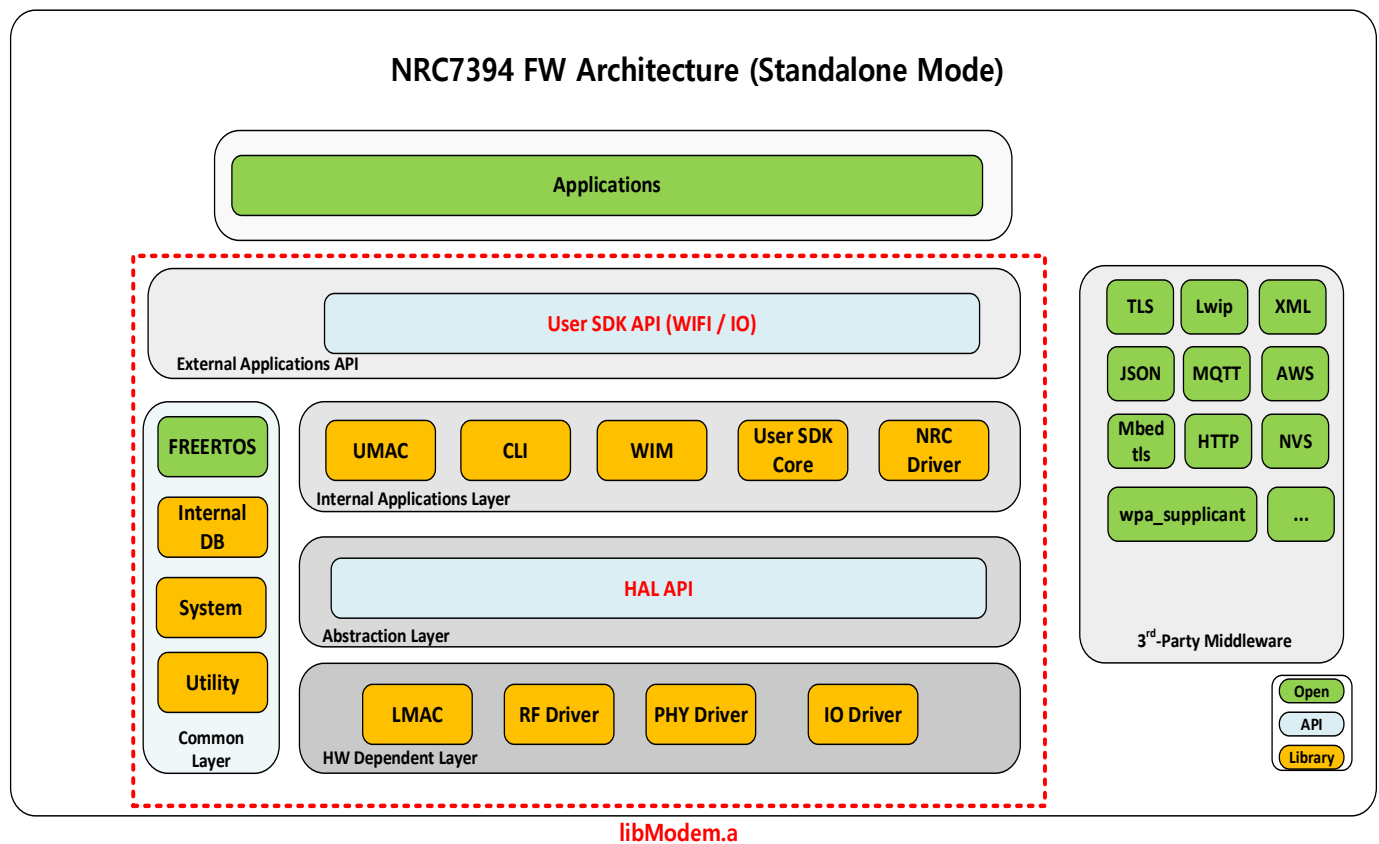 NRC7394 FW Architecture (Standalone Mode)
Applications
User SDK API (WIFI / IO)
External Applications API
FREERTOS
Internal
DB
System
Utility
Common
Layer
UMAC
CLI
WIM
User SDK
Core
NRC
Driver
Internal Applications Layer
HAL API
Abstraction Layer
LMAC
RF Driver
PHY Driver
IO Driver
HW Dependent Layer
libModem.a
TLS
Lwip
XML
JSON
MQTT
AWS
Mbed
tls
HTTP
NVS
wpa_supplicant
...
3rd-Party Middleware
Open
API
Library